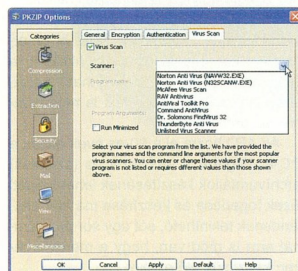 PKZIP Options
Categories
Compression
Extraction
Security
Mail
View
Miscellaneous
General
Encryption
Authentication
Virus Scan
Virus Scan
Scanner:
Norton Anti Virus (NAVW32.EXE)
Norton Anti Virus (N32SCANW.EXE)
McAfee Virus Scan
RAV Antivirus
AntiViral Toolkit Pro
Command AntiVirus
Dr. Solomons FindVirus 32
ThunderByte Anti Virus
Unlisted Virus Scanner
Program name:
Program Arguments:
Run Minimized
Select your virus scan program from the list. We have provided the
program names and the command line arguments for the most popular
virus scanners. You can enter or change these values if your scanner
program is not listed or requires different values than those shown
above.
OK
Cancel
Apply
Default
Help